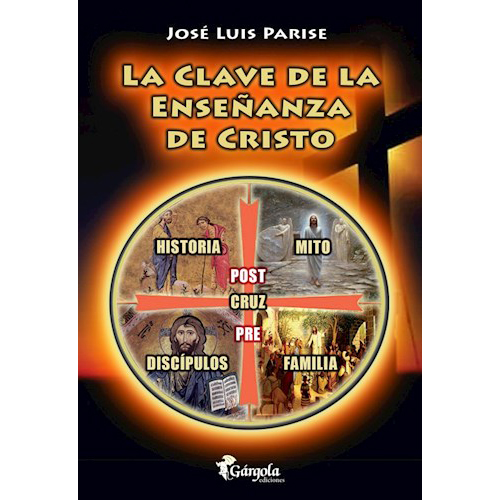 JOSÉ LUIS PARISE
LA CLAVE DE LA
ENSEÑANZA
DE CRISTO
HISTORIA
MITO
POST
CRUZ
PRE
DISCÍPULOS
FAMILIA
Gárgola
ediciones